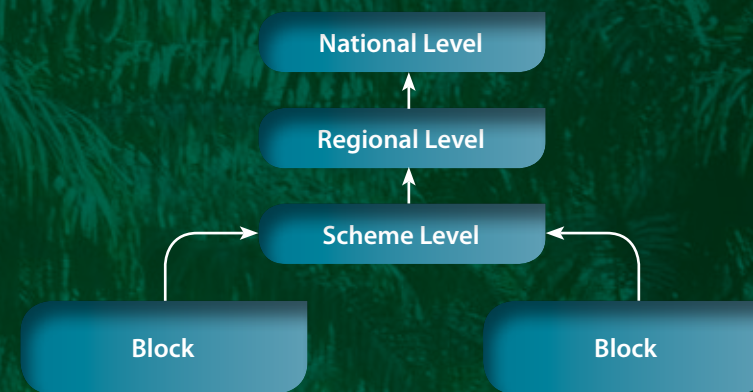 National Level
Regional Level
Scheme Level
Block
Block